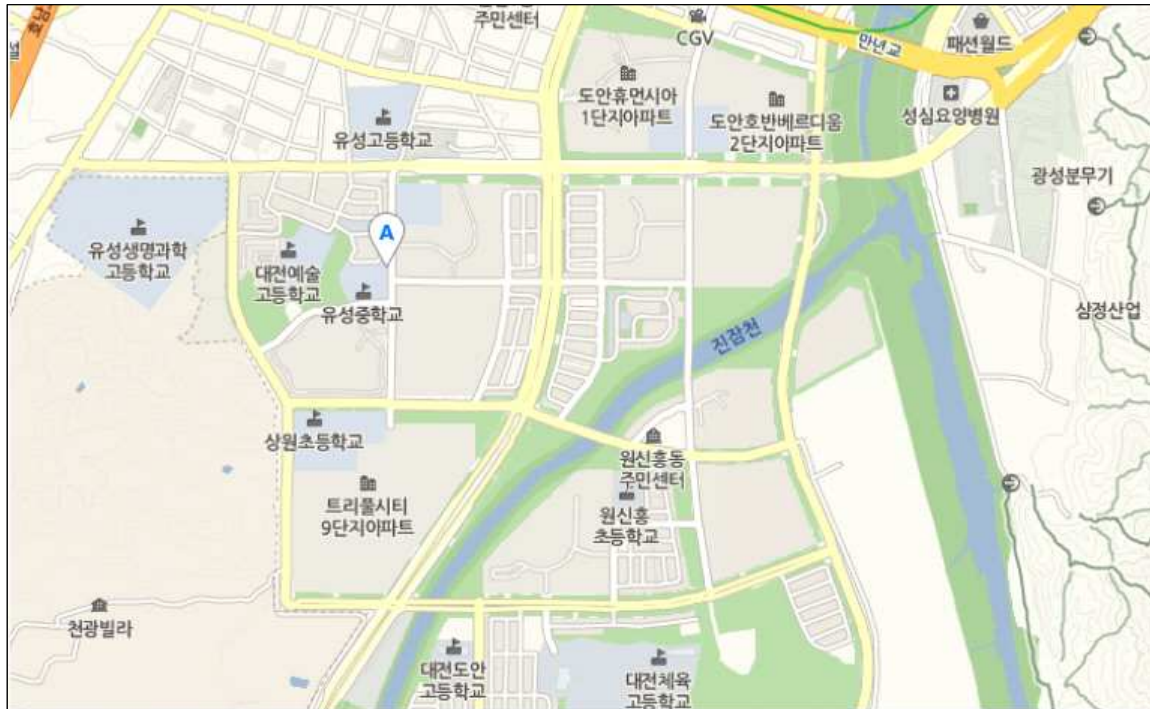 주민센터
CGV
만년교
패션월드
도안휴먼시아
1단지아파트
도안호반베르디움
2단지아파트
성심요양병원
유성고등학교
광성분무기
A
유성생명과학
고등학교
대전예술
고등학교
유성중학교
진잠천
삼정산업
상원초등학교
원신흥동
주민센터
트리풀시티
9단지아파트
원신흥
초등학교
천광빌라
대전도안
고등학교
대전체육
고등학교